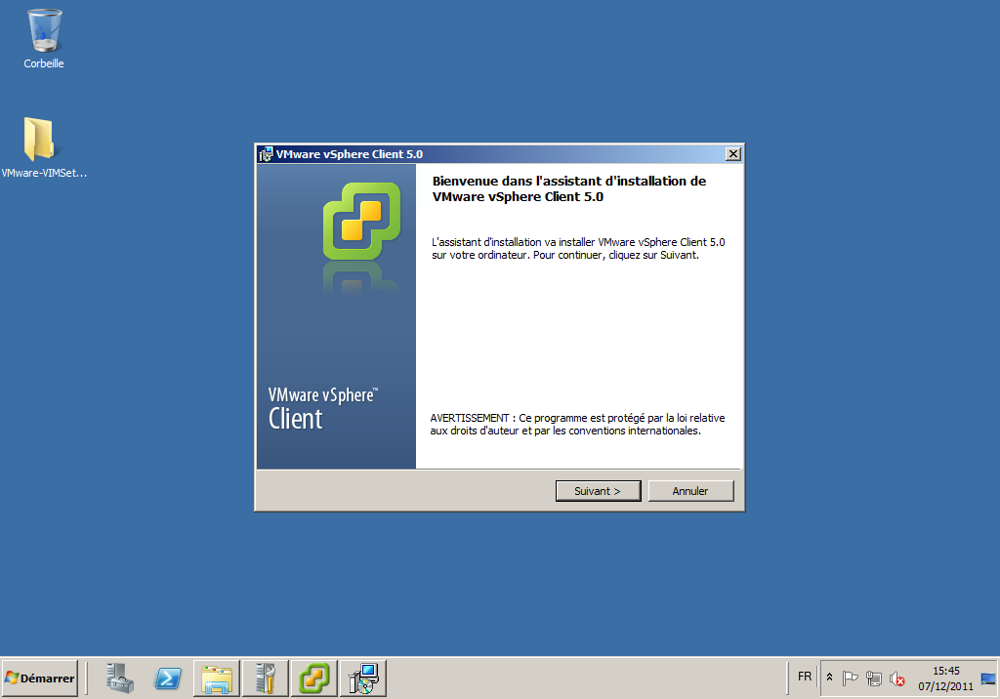 Corbeille
VMware-VIMSet...
VMware vSphere Client 5.0
Bienvenue dans l'assistant d'installation de
VMware vSphere Client 5.0
L'assistant d'installation va installer VMware vSphere Client 5.0
sur votre ordinateur. Pour continuer, cliquez sur Suivant.
VMware vSphere™
Client
AVERTISSEMENT : Ce programme est protégé par la loi relative
aux droits d'auteur et par les conventions internationales.
Suivant >
Annuler
Démarrer
FR
15:45
07/12/2011